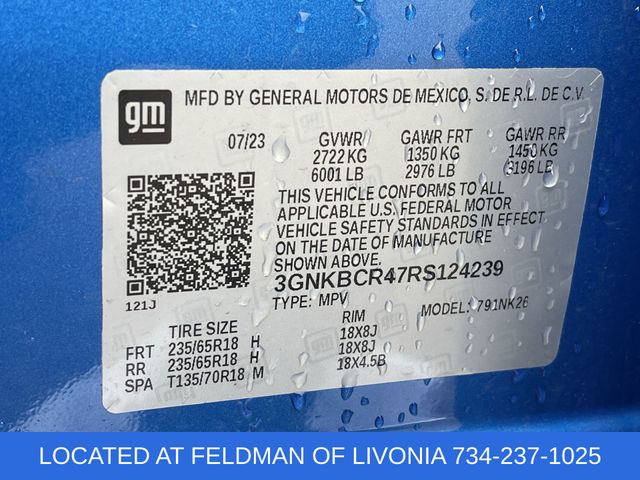 gm
MFD BY GENERAL MOTORS DE MEXICO, S. DE R.L. DE C.V.
07/23 GVWR GAWR FRT GAWR RR
2722 KG 1350 KG 1450 KG
6001 LB 2976 LB 3196 LB
THIS VEHICLE CONFORMS TO ALL
APPLICABLE U.S. FEDERAL MOTOR
VEHICLE SAFETY STANDARDS IN EFFECT
ON THE DATE OF MANUFACTURE
SHOWN ABOVE.
3GNKBCR47RS124239
121J
TYPE: MPV MODEL: 791NK26
TIRE SIZE RIM
FRT 235/65R18 H 18X8J
RR 235/65R18 H 18X8J
SPA T135/70R18 M 18X4.5B
LOCATED AT FELDMAN OF LIVONIA 734-237-1025